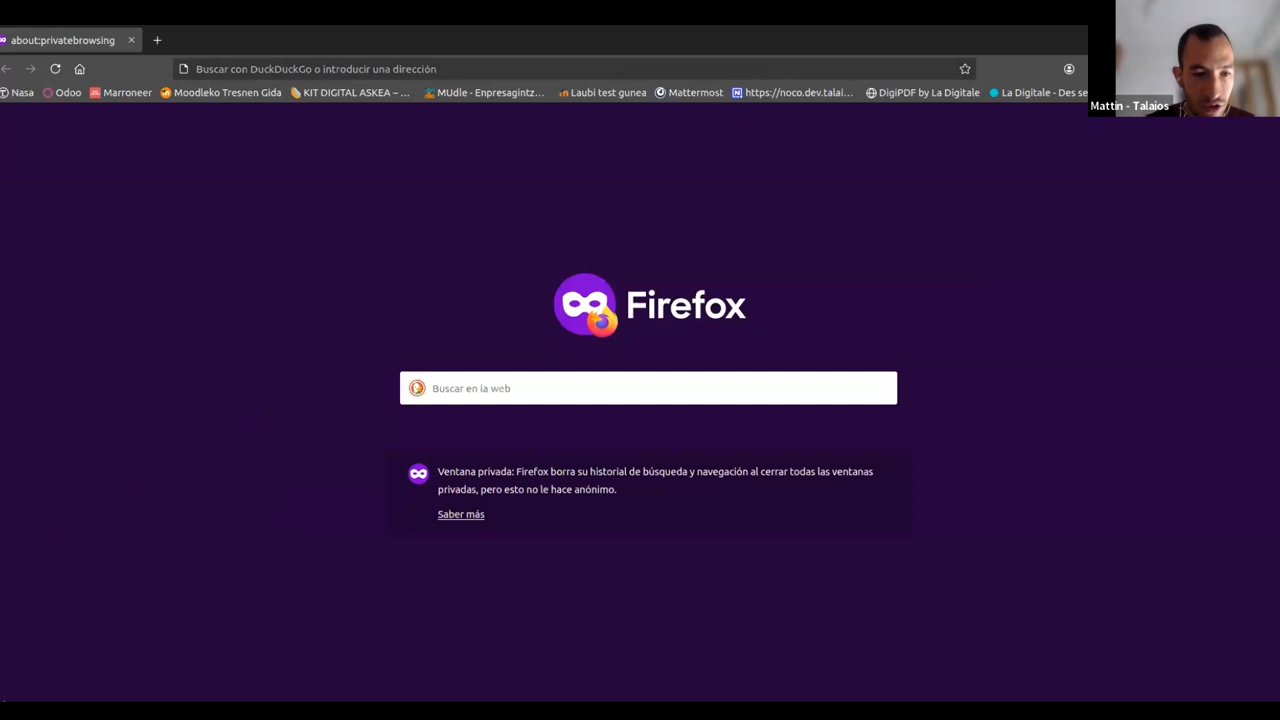 about:privatebrowsing
Buscar con DuckDuckGo o introducir una dirección
Nasa Odoo Marroneer Moodleko Tresnen Gida KIT DIGITAL ASKEA – ... MUdle - Enpresagintz... Laubi test gunea Mattermost https://noco.dev.talai... DigiPDF by La Digitale La Digitale - Des se
Mattin - Talaios
Firefox
Buscar en la web
Ventana privada: Firefox borra su historial de búsqueda y navegación al cerrar todas las ventanas
privadas, pero esto no le hace anónimo.
Saber más